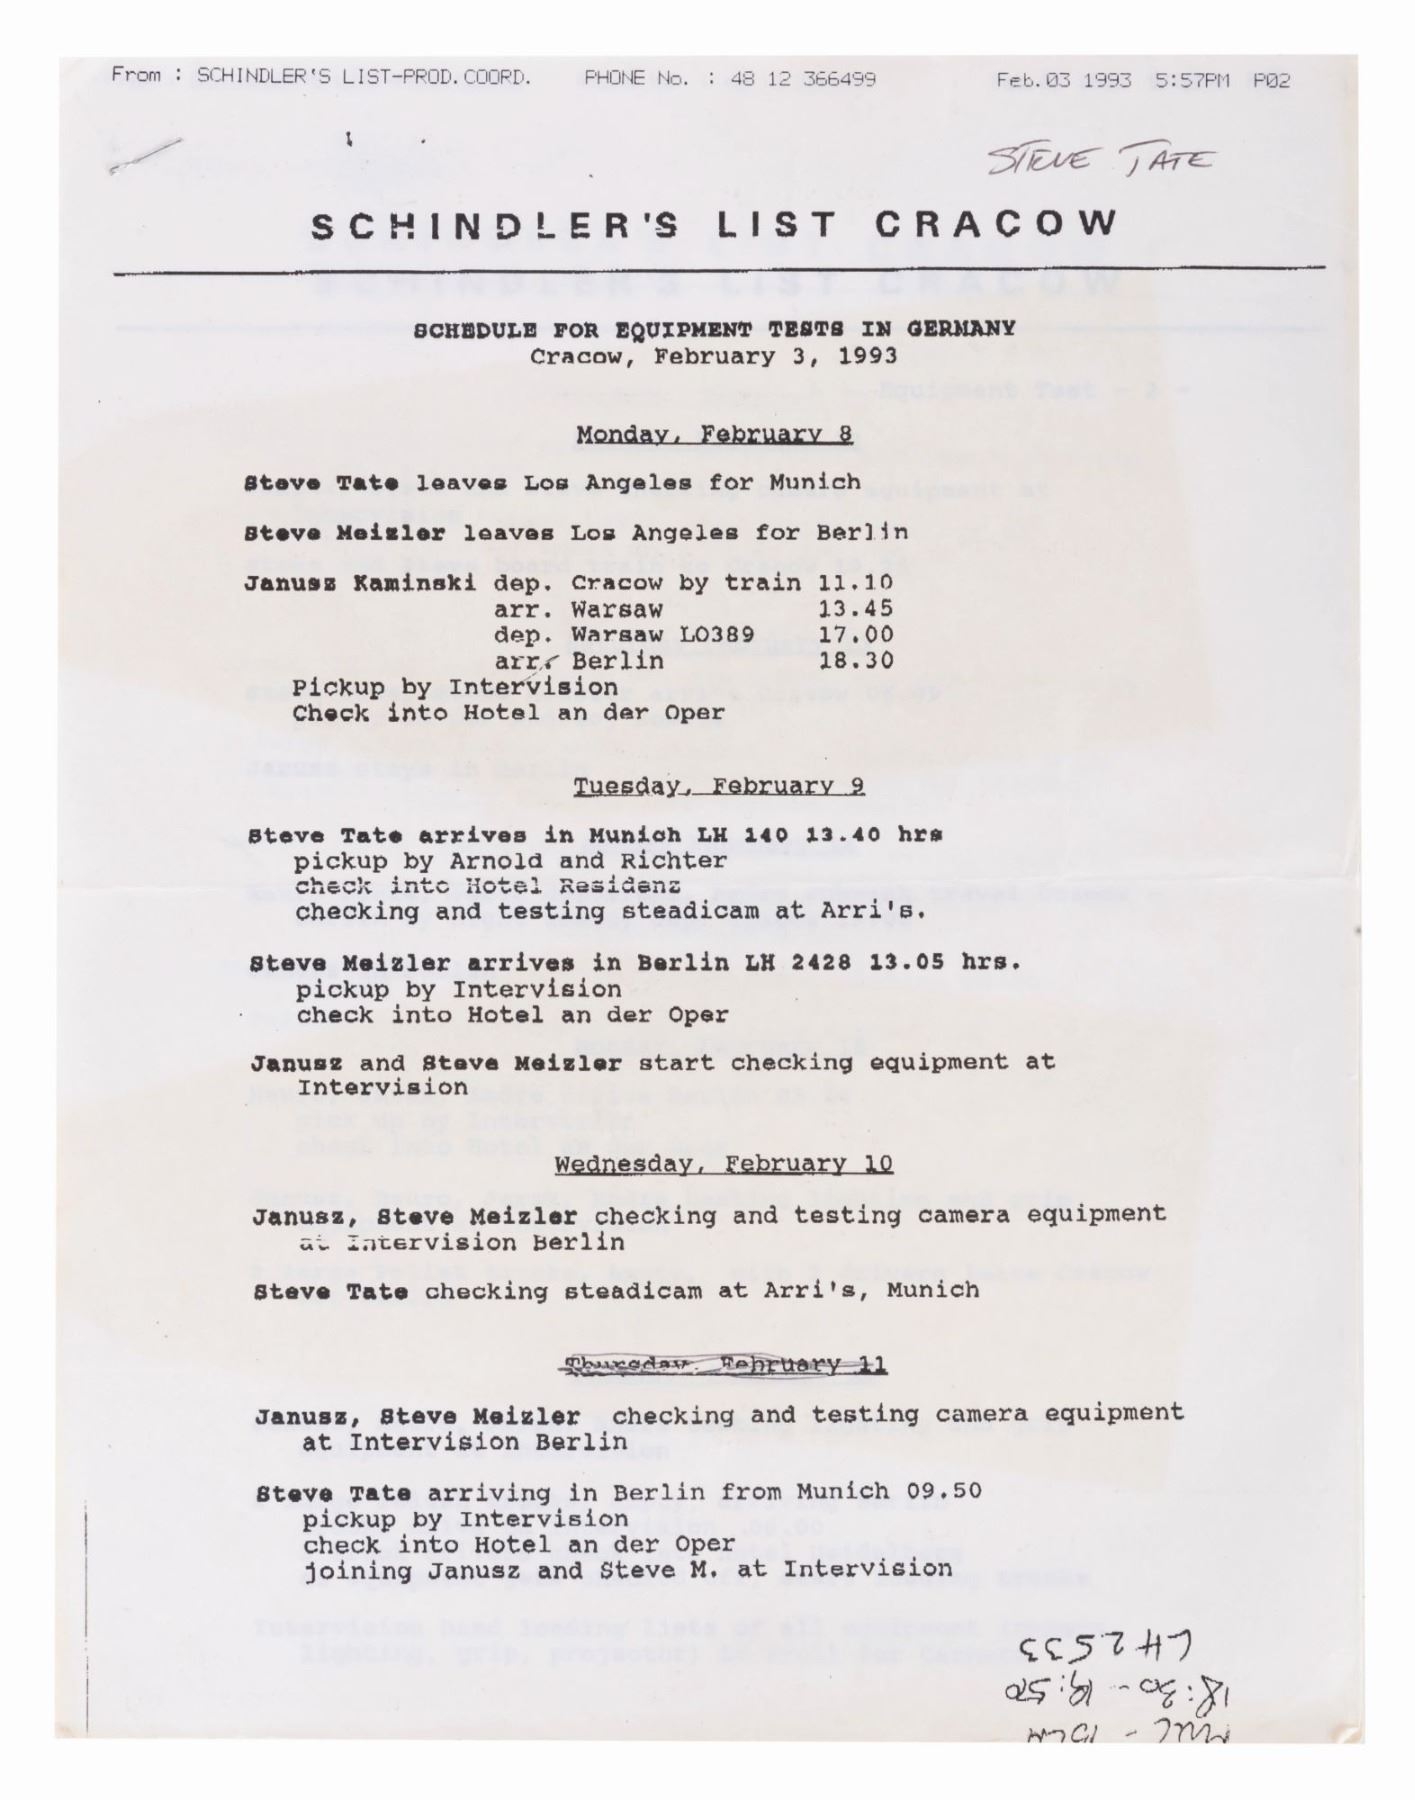 From : SCHINDLER'S LIST-PROD.COORD. PHONE No. : 48 12 366499 Feb.03 1993 5:57PM P02
STEVE TATE
SCHINDLER'S LIST CRACOW
SCHEDULE FOR EQUIPMENT TESTS IN GERMANY
Cracow, February 3, 1993
Monday, February 8
Steve Tate leaves Los Angeles for Munich
Steve Meizler leaves Los Angeles for Berlin
Janusz Kaminski dep. Cracow by train 11.10
arr. Warsaw 13.45
dep. Warsaw LO389 17.00
arr. Berlin 18.30
Pickup by Intervision
Check into Hotel an der Oper
Tuesday, February 9
Steve Tate arrives in Munich LH 140 13.40 hrs
pickup by Arnold and Richter
check into Hotel Residenz
checking and testing steadicam at Arri's.
Steve Meizler arrives in Berlin LH 2428 13.05 hrs.
pickup by Intervision
check into Hotel an der Oper
Janusz and Steve Meizler start checking equipment at
Intervision
Wednesday, February 10
Janusz, Steve Meizler checking and testing camera equipment
at Intervision Berlin
Steve Tate checking steadicam at Arri's, Munich
Thursday, February 11
Janusz, Steve Meizler checking and testing camera equipment
at Intervision Berlin
Steve Tate arriving in Berlin from Munich 09.50
pickup by Intervision
check into Hotel an der Oper
joining Janusz and Steve M. at Intervision
18:30 - 19:50
LH 2533